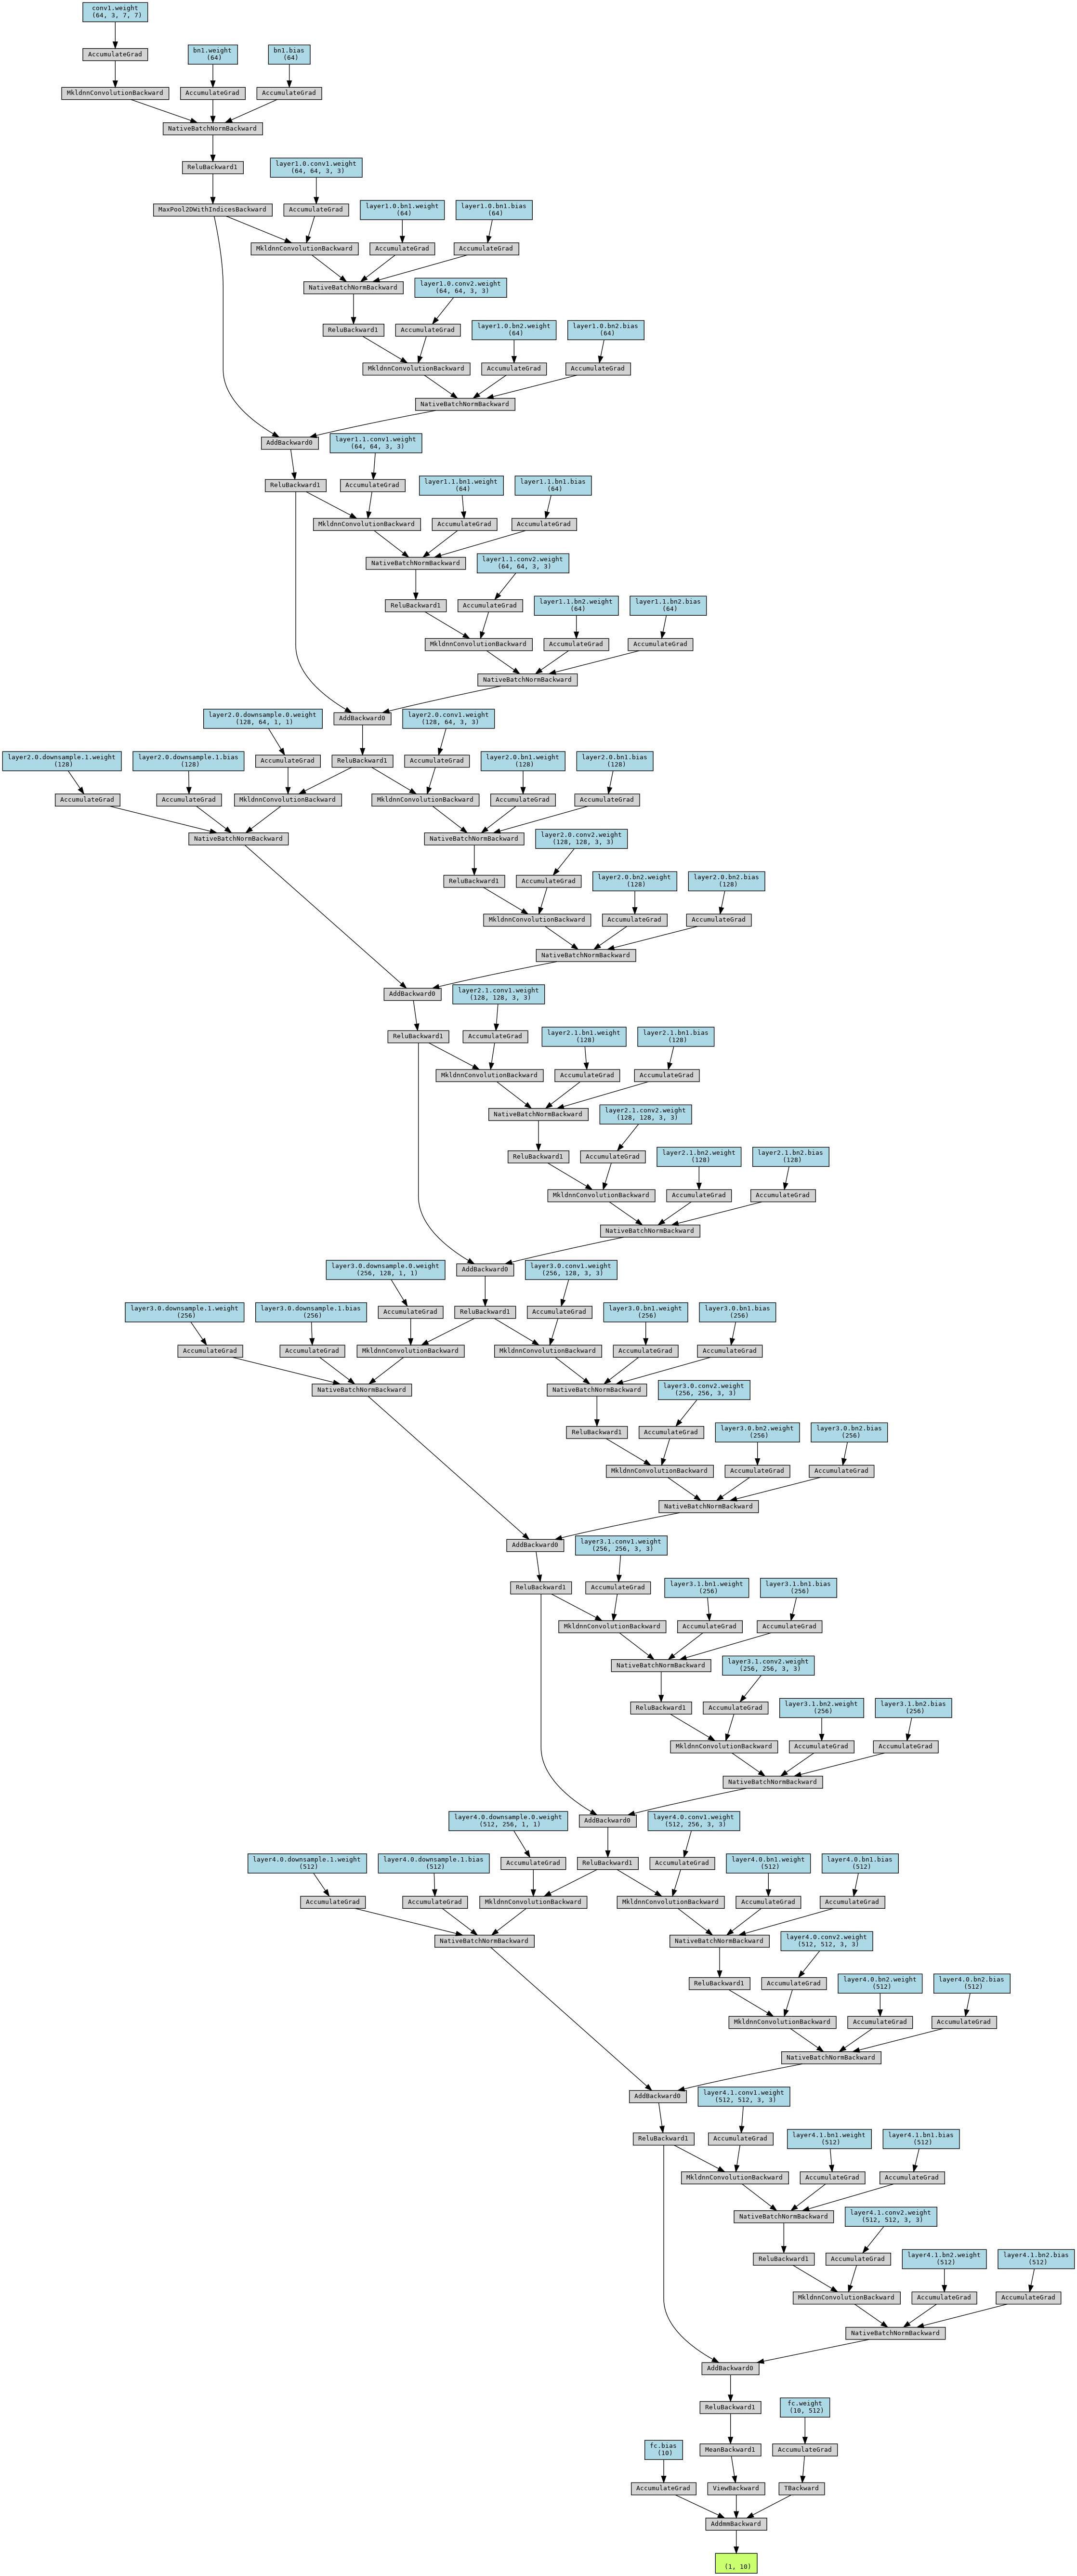 conv1.weight
(64, 3, 7, 7)
AccumulateGrad
bn1.weight
(64)
bn1.bias
(64)
MkldnnConvolutionBackward
AccumulateGrad
AccumulateGrad
NativeBatchNormBackward
ReluBackward1
layer1.0.conv1.weight
(64, 64, 3, 3)
MaxPool2DWithIndicesBackward
AccumulateGrad
layer1.0.bn1.weight
(64)
layer1.0.bn1.bias
(64)
MkldnnConvolutionBackward
AccumulateGrad
AccumulateGrad
NativeBatchNormBackward
layer1.0.conv2.weight
(64, 64, 3, 3)
ReluBackward1
AccumulateGrad
layer1.0.bn2.weight
(64)
layer1.0.bn2.bias
(64)
MkldnnConvolutionBackward
AccumulateGrad
AccumulateGrad
NativeBatchNormBackward
AddBackward0
layer1.1.conv1.weight
(64, 64, 3, 3)
ReluBackward1
AccumulateGrad
layer1.1.bn1.weight
(64)
layer1.1.bn1.bias
(64)
MkldnnConvolutionBackward
AccumulateGrad
AccumulateGrad
NativeBatchNormBackward
layer1.1.conv2.weight
(64, 64, 3, 3)
ReluBackward1
AccumulateGrad
layer1.1.bn2.weight
(64)
layer1.1.bn2.bias
(64)
MkldnnConvolutionBackward
AccumulateGrad
AccumulateGrad
NativeBatchNormBackward
layer2.0.downsample.0.weight
(128, 64, 1, 1)
AddBackward0
layer2.0.conv1.weight
(128, 64, 3, 3)
layer2.0.downsample.1.weight
(128)
layer2.0.downsample.1.bias
(128)
AccumulateGrad
ReluBackward1
AccumulateGrad
layer2.0.bn1.weight
(128)
layer2.0.bn1.bias
(128)
AccumulateGrad
AccumulateGrad
MkldnnConvolutionBackward
MkldnnConvolutionBackward
AccumulateGrad
AccumulateGrad
NativeBatchNormBackward
NativeBatchNormBackward
layer2.0.conv2.weight
(128, 128, 3, 3)
ReluBackward1
AccumulateGrad
layer2.0.bn2.weight
(128)
layer2.0.bn2.bias
(128)
MkldnnConvolutionBackward
AccumulateGrad
AccumulateGrad
NativeBatchNormBackward
AddBackward0
layer2.1.conv1.weight
(128, 128, 3, 3)
ReluBackward1
AccumulateGrad
layer2.1.bn1.weight
(128)
layer2.1.bn1.bias
(128)
MkldnnConvolutionBackward
AccumulateGrad
AccumulateGrad
NativeBatchNormBackward
layer2.1.conv2.weight
(128, 128, 3, 3)
ReluBackward1
AccumulateGrad
layer2.1.bn2.weight
(128)
layer2.1.bn2.bias
(128)
MkldnnConvolutionBackward
AccumulateGrad
AccumulateGrad
NativeBatchNormBackward
layer3.0.downsample.0.weight
(256, 128, 1, 1)
AddBackward0
layer3.0.conv1.weight
(256, 128, 3, 3)
layer3.0.downsample.1.weight
(256)
layer3.0.downsample.1.bias
(256)
AccumulateGrad
ReluBackward1
AccumulateGrad
layer3.0.bn1.weight
(256)
layer3.0.bn1.bias
(256)
AccumulateGrad
AccumulateGrad
MkldnnConvolutionBackward
MkldnnConvolutionBackward
AccumulateGrad
AccumulateGrad
NativeBatchNormBackward
NativeBatchNormBackward
layer3.0.conv2.weight
(256, 256, 3, 3)
ReluBackward1
AccumulateGrad
layer3.0.bn2.weight
(256)
layer3.0.bn2.bias
(256)
MkldnnConvolutionBackward
AccumulateGrad
AccumulateGrad
NativeBatchNormBackward
AddBackward0
layer3.1.conv1.weight
(256, 256, 3, 3)
ReluBackward1
AccumulateGrad
layer3.1.bn1.weight
(256)
layer3.1.bn1.bias
(256)
MkldnnConvolutionBackward
AccumulateGrad
AccumulateGrad
NativeBatchNormBackward
layer3.1.conv2.weight
(256, 256, 3, 3)
ReluBackward1
AccumulateGrad
layer3.1.bn2.weight
(256)
layer3.1.bn2.bias
(256)
MkldnnConvolutionBackward
AccumulateGrad
AccumulateGrad
NativeBatchNormBackward
layer4.0.downsample.0.weight
(512, 256, 1, 1)
AddBackward0
layer4.0.conv1.weight
(512, 256, 3, 3)
layer4.0.downsample.1.weight
(512)
layer4.0.downsample.1.bias
(512)
AccumulateGrad
ReluBackward1
AccumulateGrad
layer4.0.bn1.weight
(512)
layer4.0.bn1.bias
(512)
AccumulateGrad
AccumulateGrad
MkldnnConvolutionBackward
MkldnnConvolutionBackward
AccumulateGrad
AccumulateGrad
NativeBatchNormBackward
NativeBatchNormBackward
layer4.0.conv2.weight
(512, 512, 3, 3)
ReluBackward1
AccumulateGrad
layer4.0.bn2.weight
(512)
layer4.0.bn2.bias
(512)
MkldnnConvolutionBackward
AccumulateGrad
AccumulateGrad
NativeBatchNormBackward
AddBackward0
layer4.1.conv1.weight
(512, 512, 3, 3)
ReluBackward1
AccumulateGrad
layer4.1.bn1.weight
(512)
layer4.1.bn1.bias
(512)
MkldnnConvolutionBackward
AccumulateGrad
AccumulateGrad
NativeBatchNormBackward
layer4.1.conv2.weight
(512, 512, 3, 3)
ReluBackward1
AccumulateGrad
layer4.1.bn2.weight
(512)
layer4.1.bn2.bias
(512)
MkldnnConvolutionBackward
AccumulateGrad
AccumulateGrad
NativeBatchNormBackward
AddBackward0
ReluBackward1
fc.weight
(10, 512)
fc.bias
(10)
MeanBackward1
AccumulateGrad
AccumulateGrad
ViewBackward
TBackward
AddmmBackward
(1, 10)